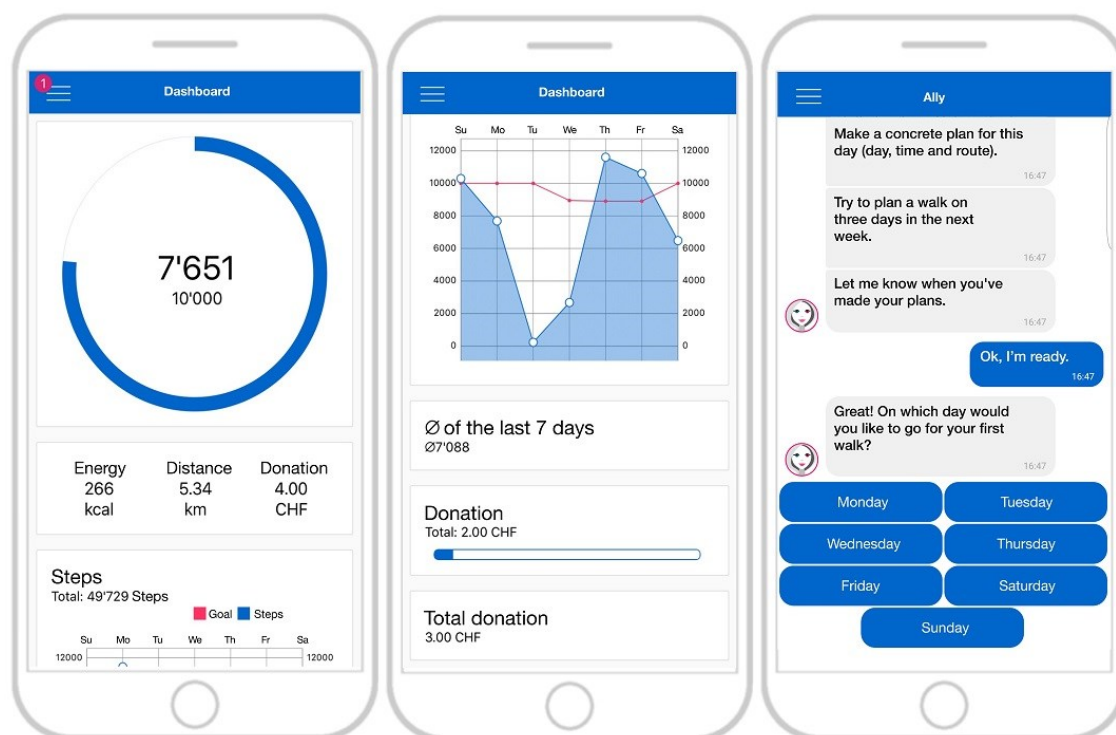 1
Dashboard
7'651
10'000
Energy Distance Donation
266 5.34 4.00
kcal km CHF
Steps
Total: 49'729 Steps
Goal Steps
Su Mo Tu We Th Fr Sa
12000 12000
Dashboard
Su Mo Tu We Th Fr Sa
12000 12000
10000 10000
8000 8000
6000 6000
4000 4000
2000 2000
0 0
Ø of the last 7 days
Ø7'088
Donation
Total: 2.00 CHF
Total donation
3.00 CHF
Ally
Make a concrete plan for this
day (day, time and route).
16:47
Try to plan a walk on
three days in the next
week.
16:47
Let me know when you've
made your plans.
16:47
Ok, I'm ready.
16:47
Great! On which day would
you like to go for your first
walk?
16:47
Monday Tuesday
Wednesday Thursday
Friday Saturday
Sunday